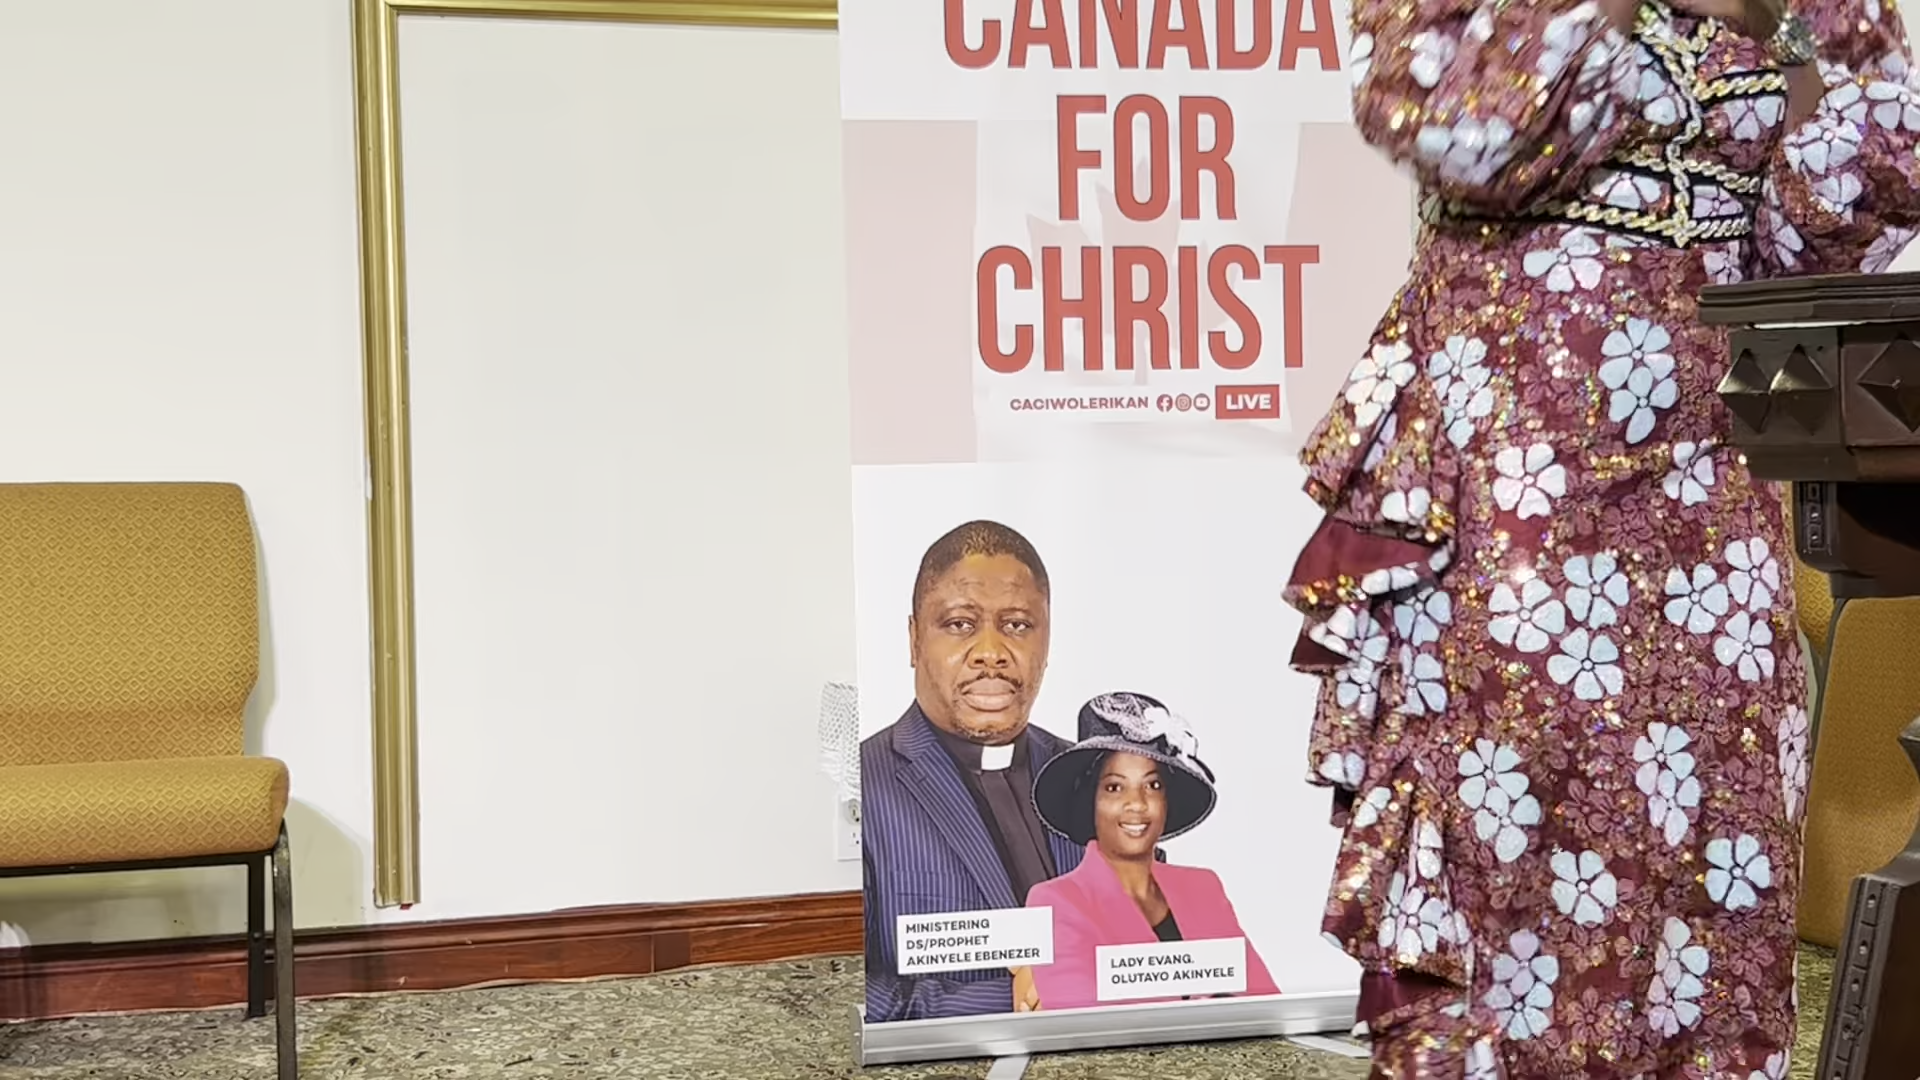 CANADA
FOR
CHRIST
CACIWOLERIKAN LIVE
MINISTERING
DS/PROPHET
AKINYELE EBENEZER
LADY EVANG.
OLUTAYO AKINYELE